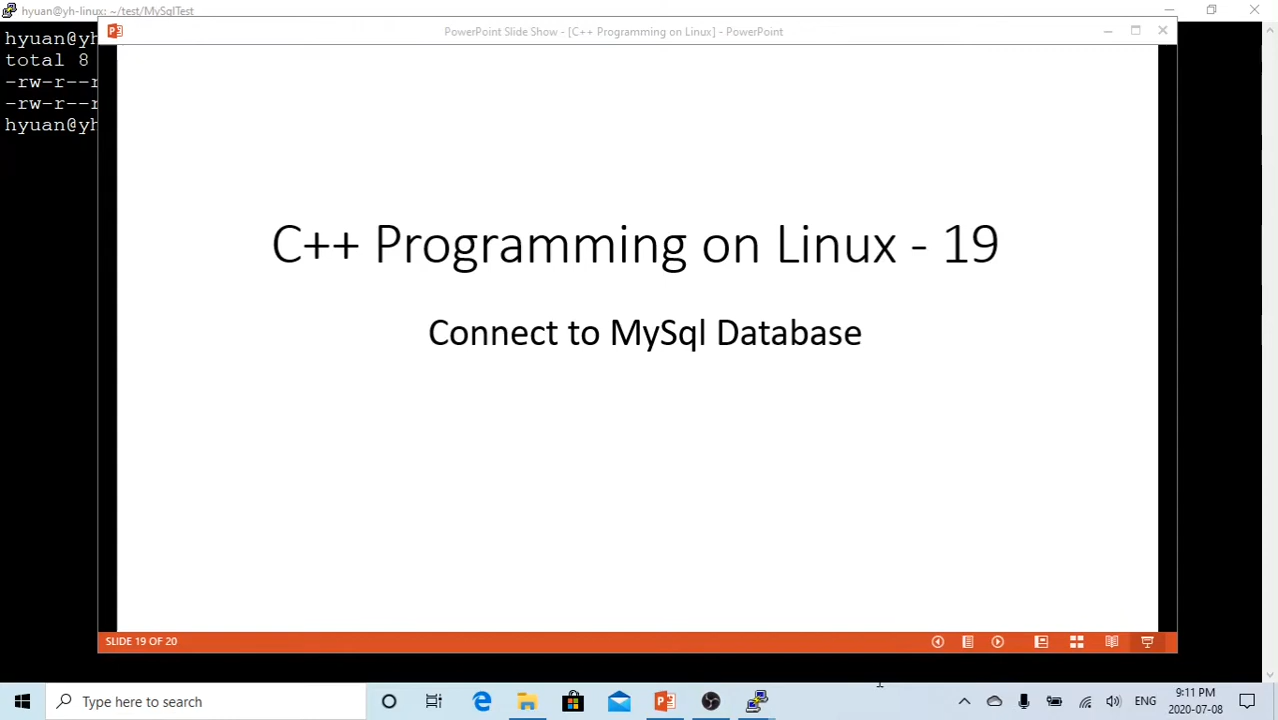 hyuan@yh-linux: ~/test/MySqlTest
hyuan@yh
total 8
-rw-r--r
-rw-r--r
hyuan@yh
PowerPoint Slide Show - [C++ Programming on Linux] - PowerPoint
C++ Programming on Linux - 19
Connect to MySql Database
SLIDE 19 OF 20
Type here to search
ENG
9:11 PM
2020-07-08